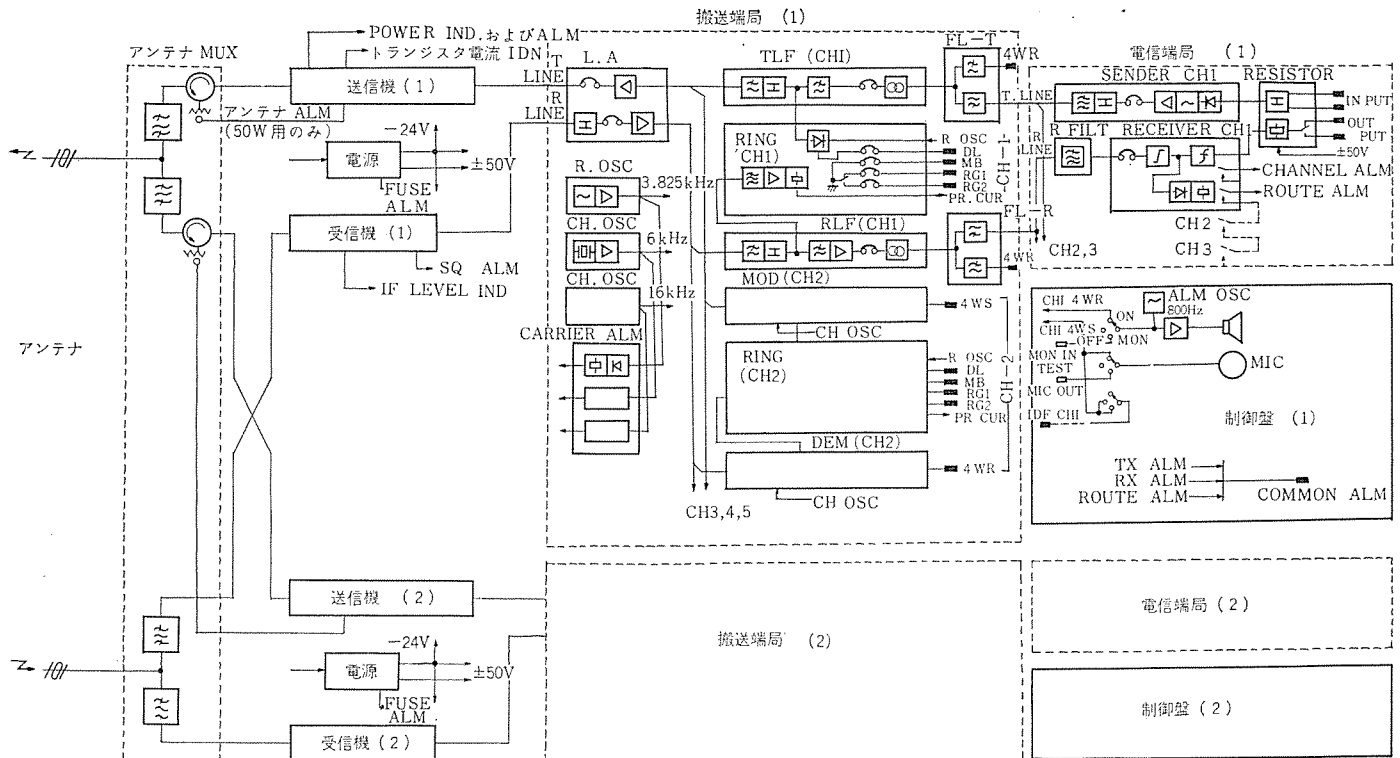 搬送端局 (1)
アンテナ MUX
POWER IND.およびALM
トランジスタ電流 IDN
送信機 (1)
アンテナ ALM
(50W用のみ)
−24V
電源
±50V
FUSE
ALM
受信機 (1)
SQ ALM
IF LEVEL IND
アンテナ
T
LINE
R
LINE
L.A
R. OSC
3.825kHz
CH. OSC
6kHz
CH. OSC
16kHz
CARRIER ALM
TLF (CHI)
FL-T
4WR
T. LINE
RING
(CH1)
R OSC
DL
MB
RG1
RG2
PR. CUR
CH-1
RLF(CH1)
FL-R
4WR
MOD(CH2)
4WS
CH OSC
RING
(CH2)
R OSC
DL
MB
RG1
RG2
PR CUR
CH-2
DEM(CH2)
4WR
CH OSC
CH3,4,5
電信端局 (1)
SENDER CH1
RESISTOR
IN PUT
OUT
PUT
±50V
R
LINE
R FILT
RECEIVER CH1
CHANNEL ALM
ROUTE ALM
CH2
CH3
CH2,3
CHI 4WR
CHI 4WS
ON
OFF
MON
ALM OSC
800Hz
MON IN
TEST
MIC
MIC OUT
IDF CHI
制御盤 (1)
TX ALM
RX ALM
ROUTE ALM
COMMON ALM
送信機 (2)
−24V
電源
±50V
FUSE
ALM
受信機 (2)
搬送端局 (2)
電信端局 (2)
制御盤 (2)